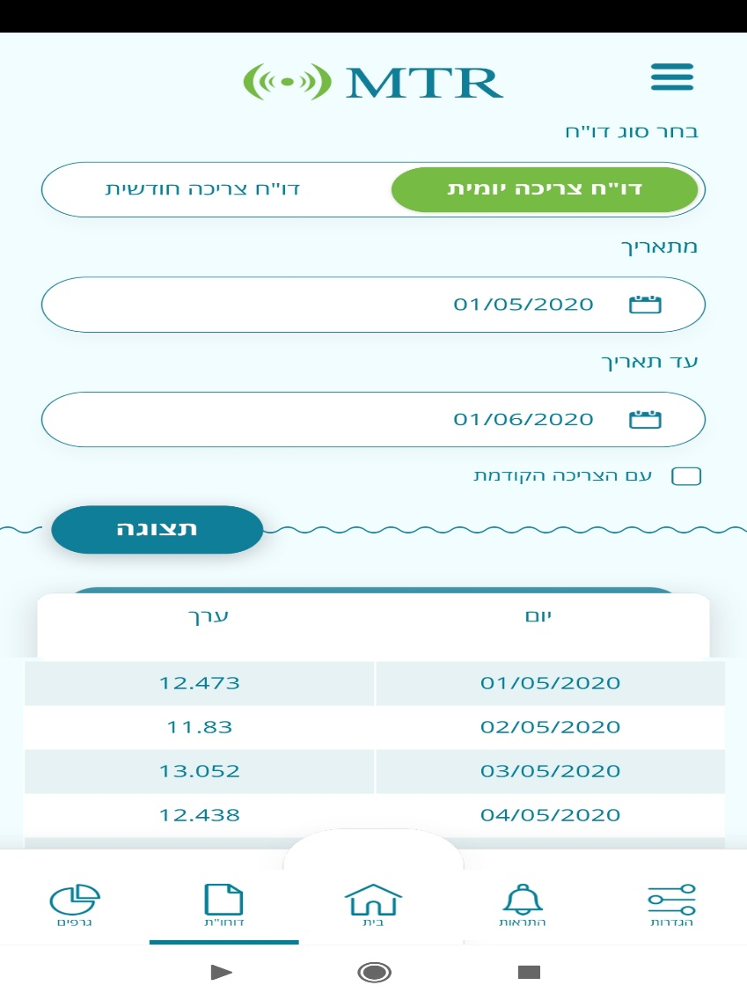 MTR
בחר סוג דו"ח
דו"ח צריכה יומית דו"ח צריכה חודשית
מתאריך
01/05/2020
עד תאריך
01/06/2020
עם הצריכה הקודמת
תצוגה
יום ערך
01/05/2020 12.473
02/05/2020 11.83
03/05/2020 13.052
04/05/2020 12.438
הגדרות התראות בית דוחו"ת גרפים